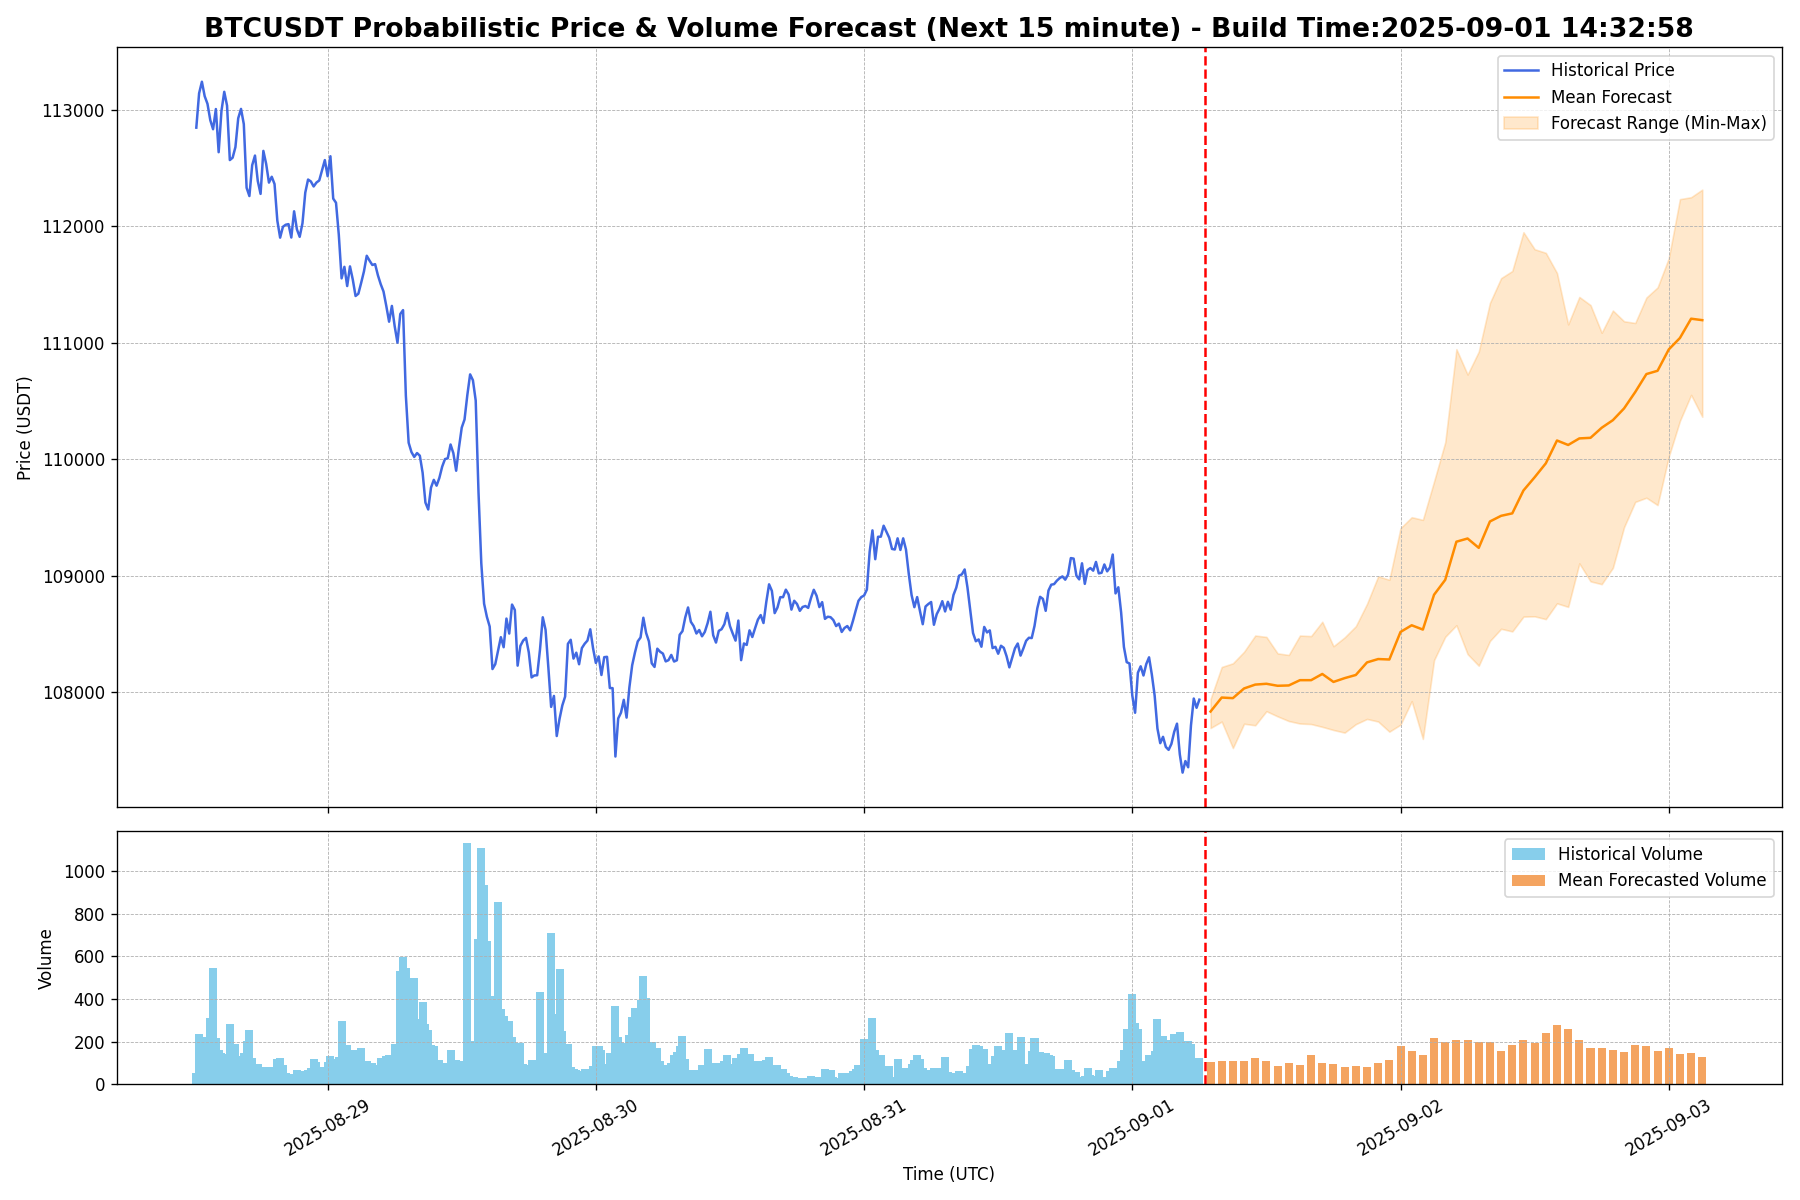 BTCUSDT Probabilistic Price & Volume Forecast (Next 15 minute) - Build Time:2025-09-01 14:32:58
Historical Price
Mean Forecast
Forecast Range (Min-Max)
113000
112000
111000
110000
109000
108000
Price (USDT)
Historical Volume
Mean Forecasted Volume
1000
800
600
400
200
0
Volume
2025-08-29
2025-08-30
2025-08-31
2025-09-01
2025-09-02
2025-09-03
Time (UTC)